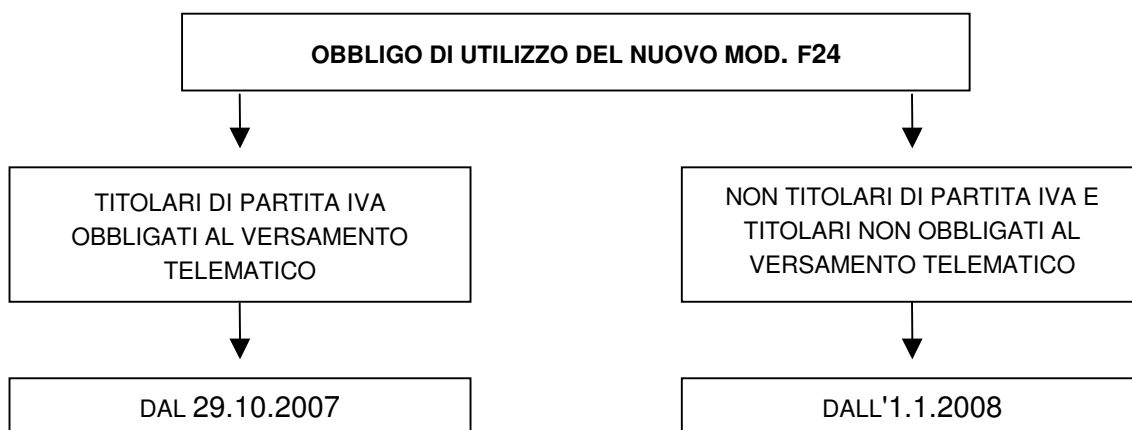 OBBLIGO DI UTILIZZO DEL NUOVO MOD. F24
TITOLARI DI PARTITA IVA
OBBLIGATI AL VERSAMENTO
TELEMATICO
NON TITOLARI DI PARTITA IVA E
TITOLARI NON OBBLIGATI AL
VERSAMENTO TELEMATICO
DAL 29.10.2007
DALL'1.1.2008